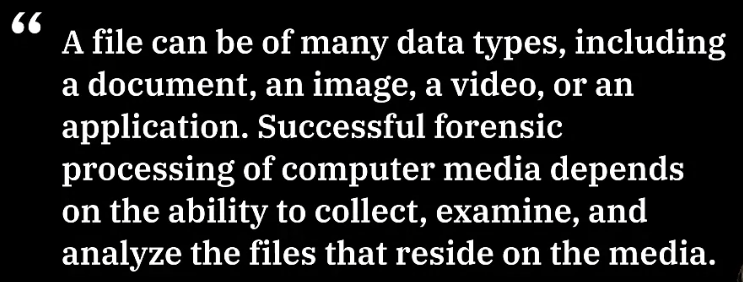 “
A file can be of many data types, including
a document, an image, a video, or an
application. Successful forensic
processing of computer media depends
on the ability to collect, examine, and
analyze the files that reside on the media.